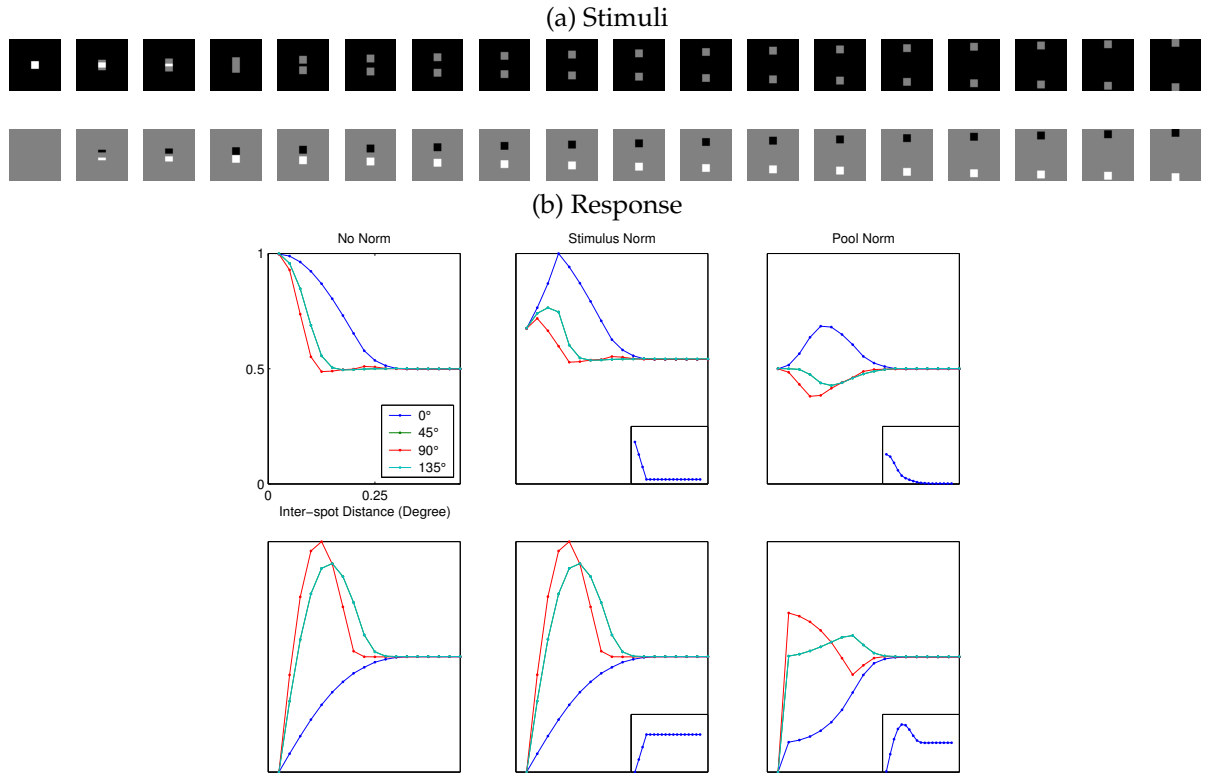 (a) Stimuli
(b) Response
No Norm
Stimulus Norm
Pool Norm
1
0.5
0
0°
45°
90°
135°
0
0.25
Inter−spot Distance (Degree)